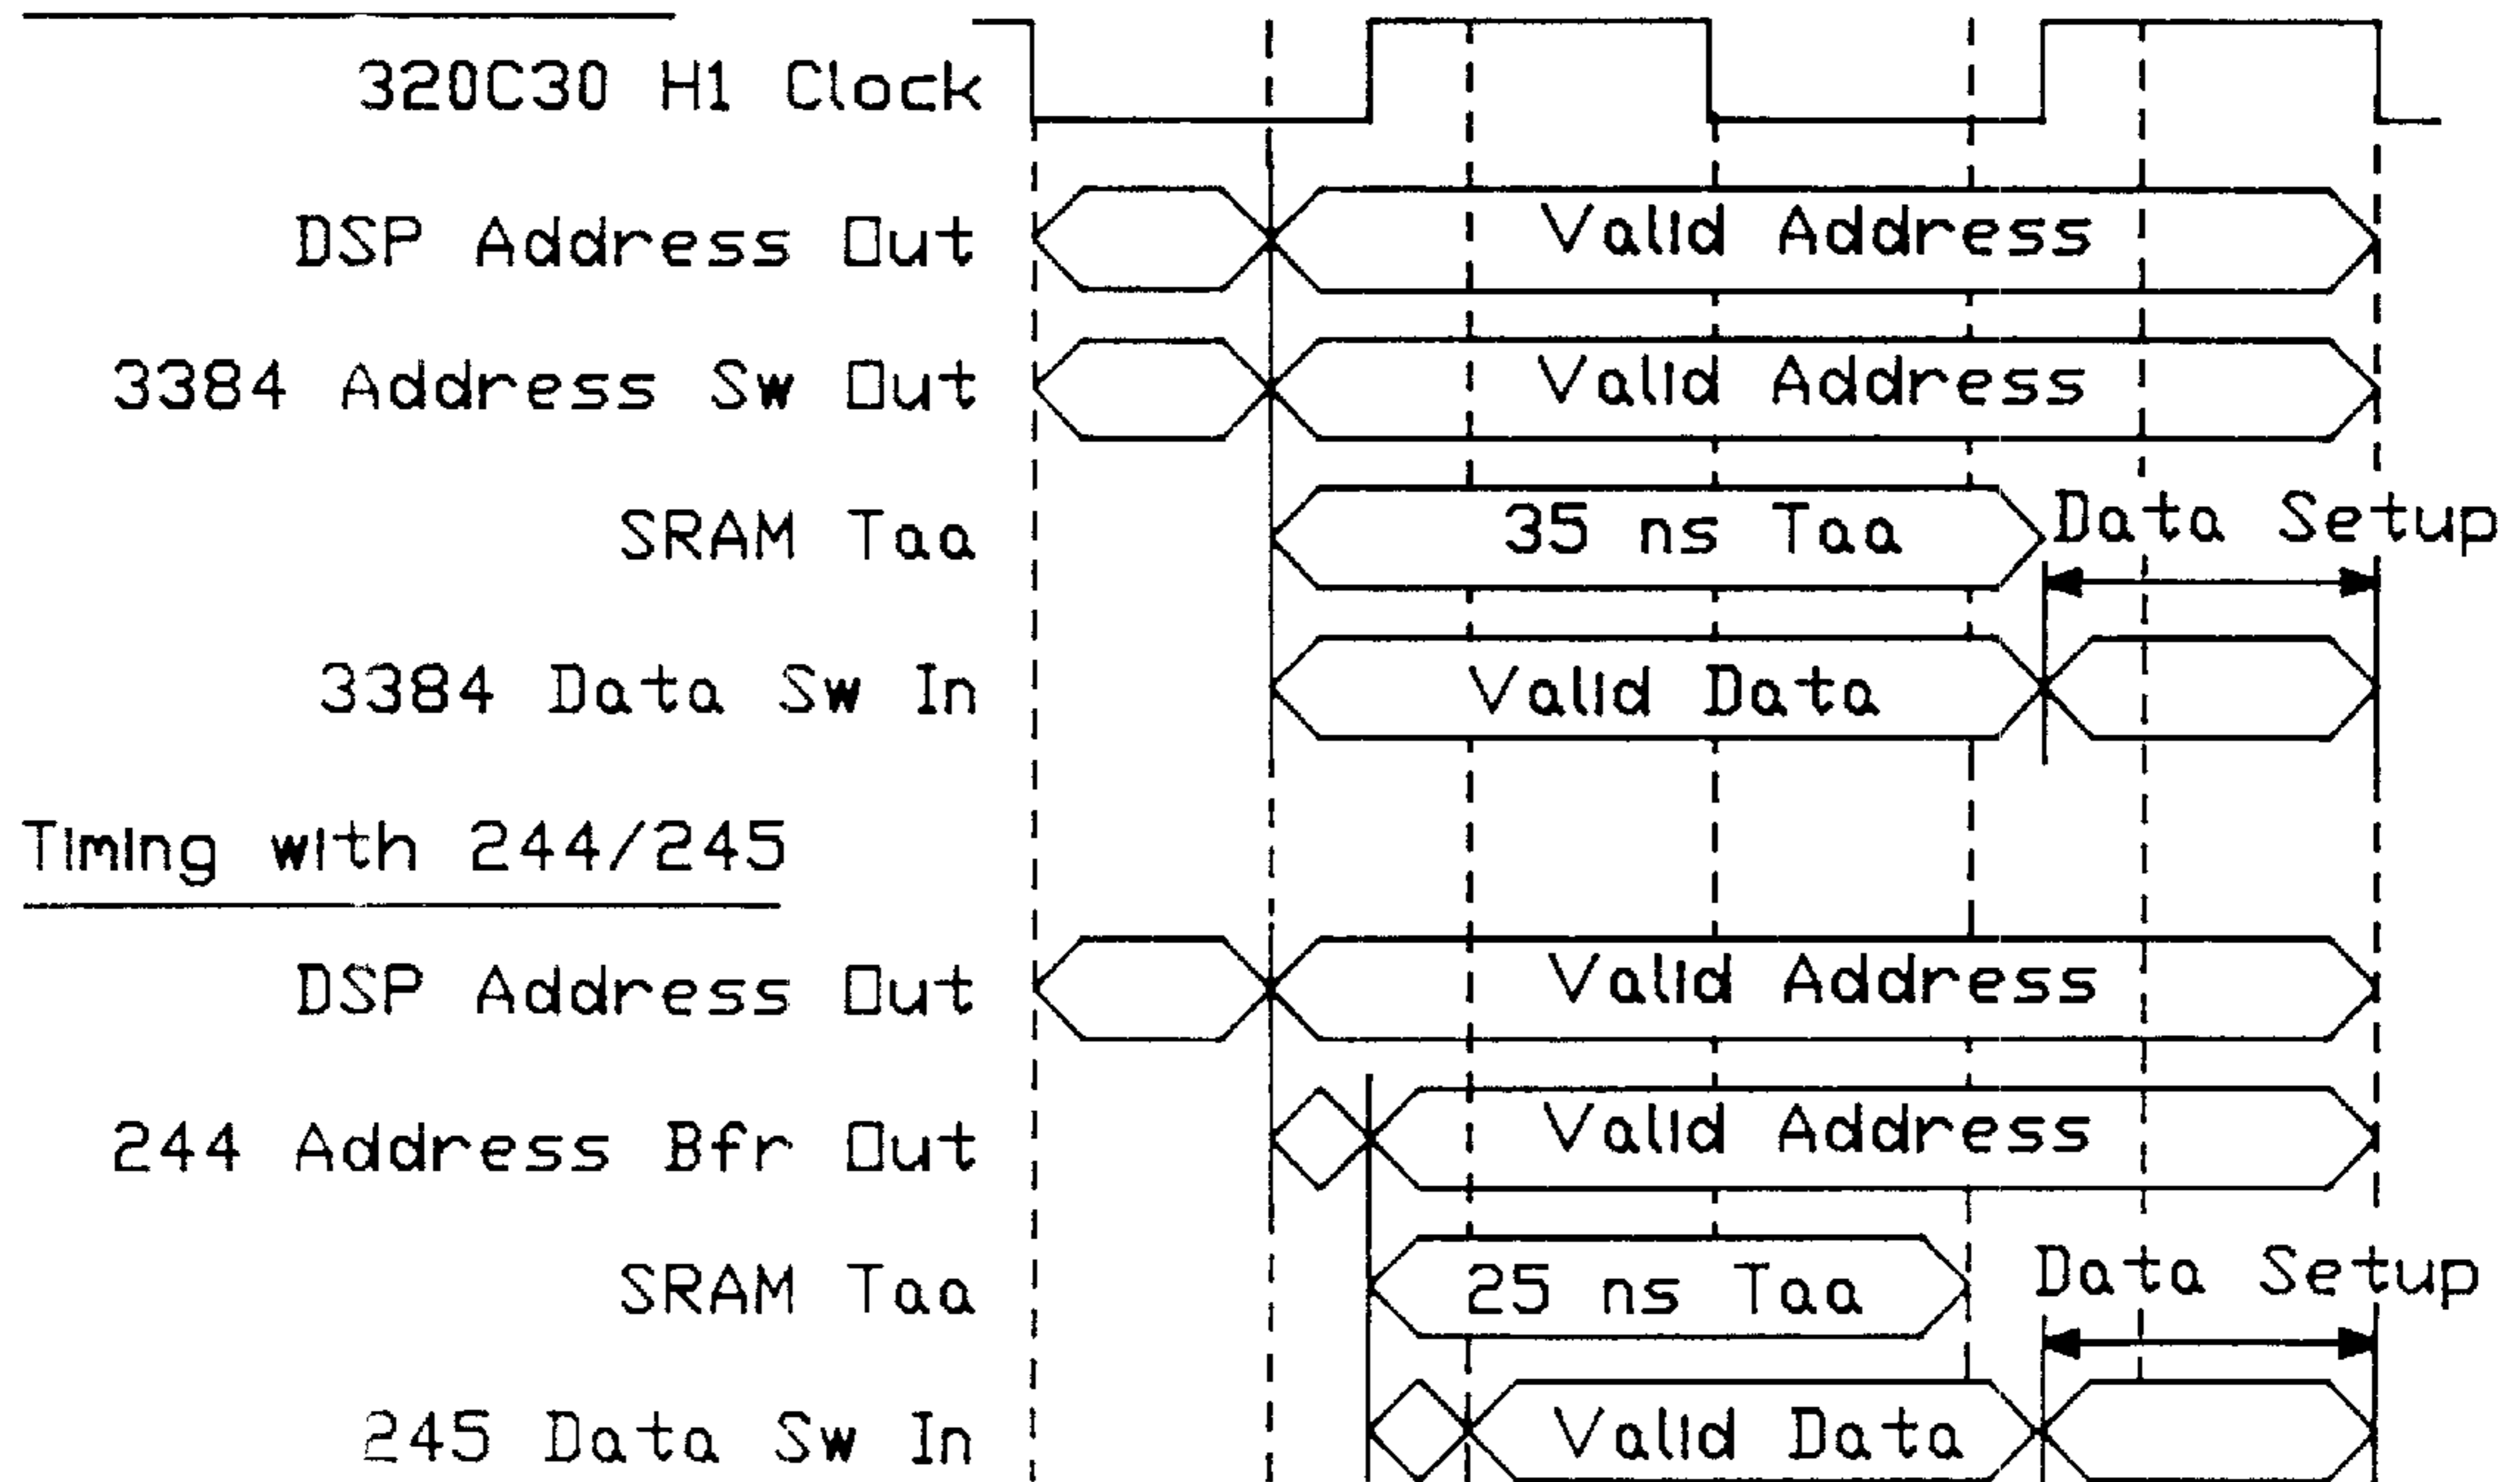 320C30 H1 Clock
DSP Address Out
Valid Address
3384 Address Sw Out
Valid Address
SRAM Taa
35 ns Taa
Data Setup
3384 Data Sw In
Valid Data
Timing with 244/245
DSP Address Out
Valid Address
244 Address Bfr Out
Valid Address
SRAM Taa
25 ns Taa
Data Setup
245 Data Sw In
Valid Data